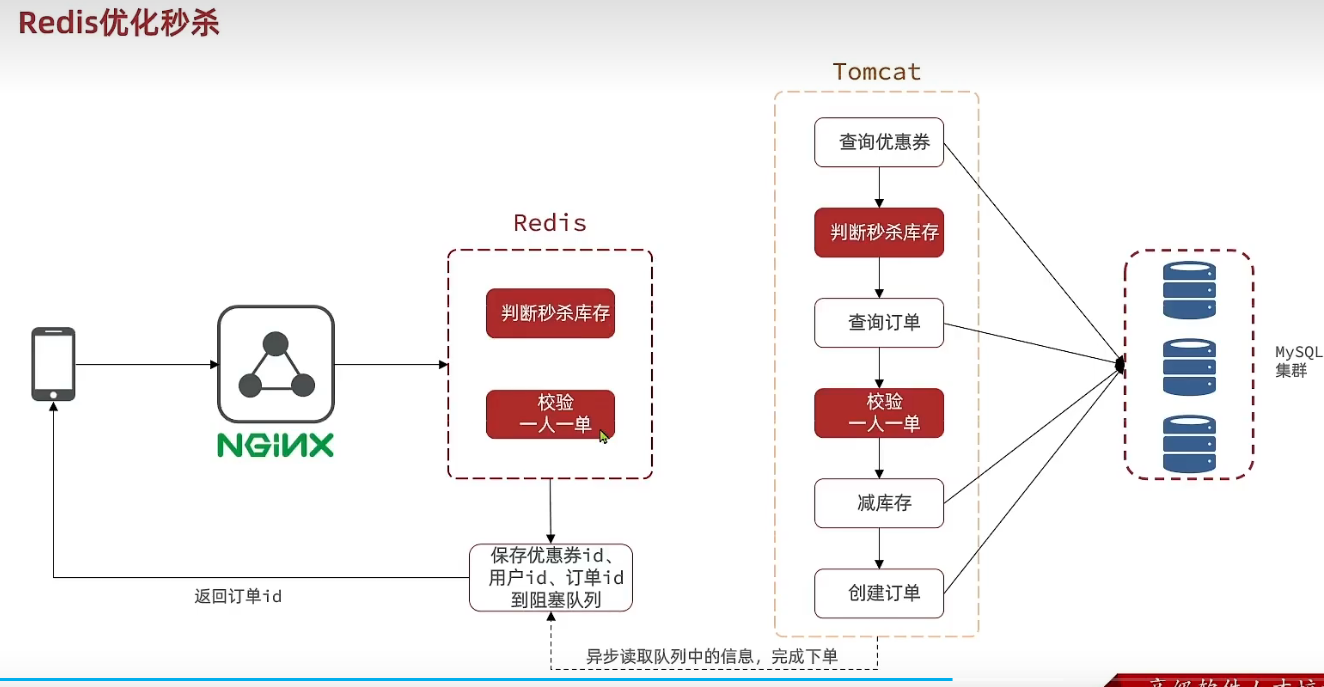 Redis优化秒杀
Tomcat
查询优惠券
判断秒杀库存
查询订单
校验
一人一单
减库存
创建订单
Redis
判断秒杀库存
校验
一人一单
NGINX
MySQL
集群
保存优惠券id、
用户id、订单id
到阻塞队列
返回订单id
异步读取队列中的信息，完成下单